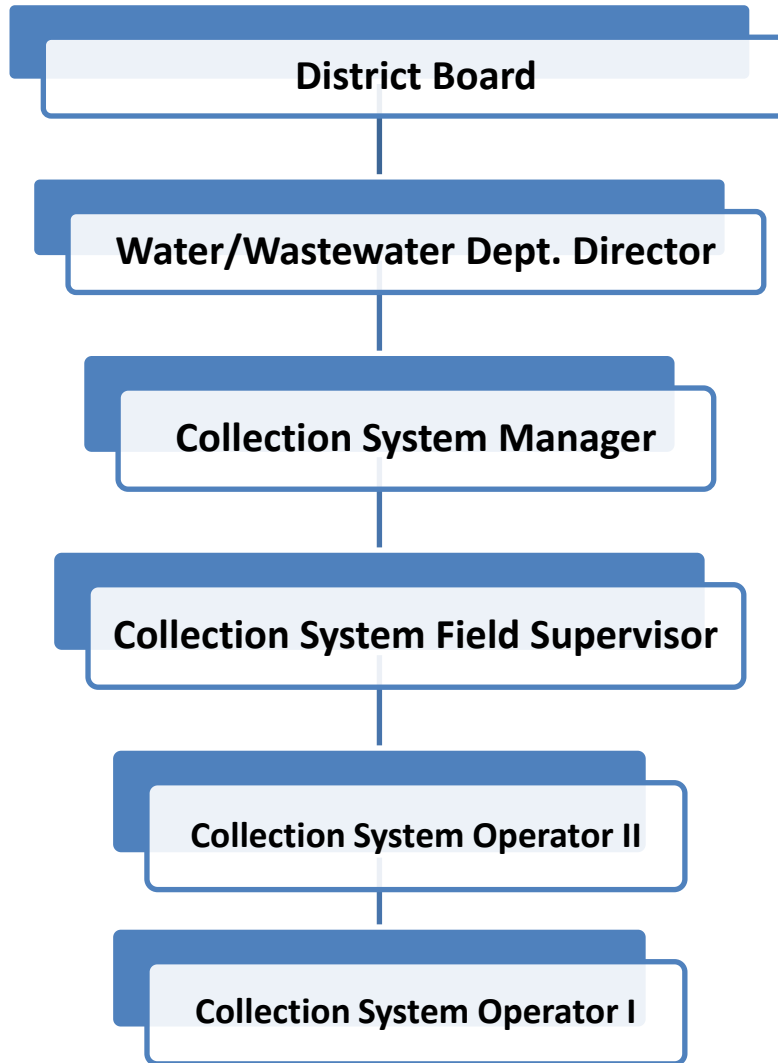 District Board
Water/Wastewater Dept. Director
Collection System Manager
Collection System Field Supervisor
Collection System Operator II
Collection System Operator I